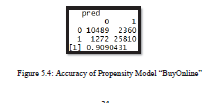 pred
0 1
0 10489 2360
1 1272 25810
[1] 0.9090431
Figure 5.4: Accuracy of Propensity Model “BuyOnline”